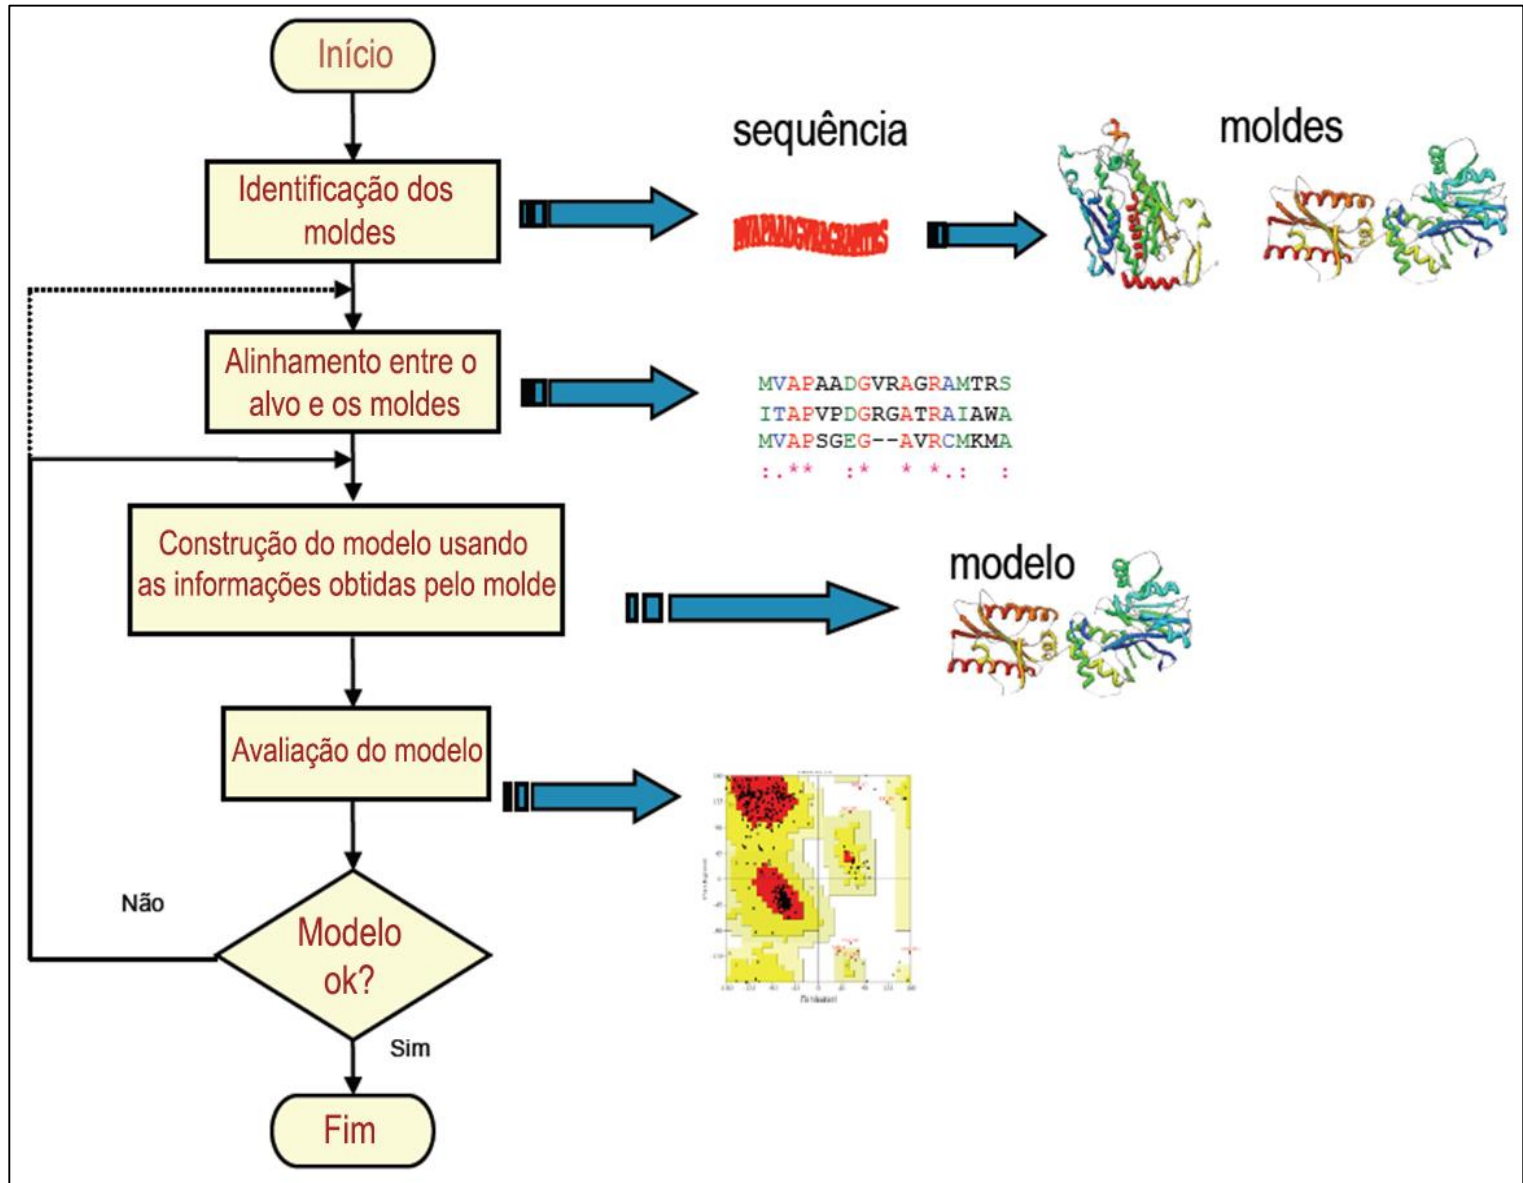 Início
Identificação dos
moldes
sequência
moldes
Alinhamento entre o
alvo e os moldes
MVAPAADGVRAGRAMTRS
ITAPVPDGRGATRAIAWA
MVAPSGEG--AVRCMKMA
:.** :* * *.: :
Construção do modelo usando
as informações obtidas pelo molde
modelo
Avaliação do modelo
Não
Modelo
ok?
Sim
Fim